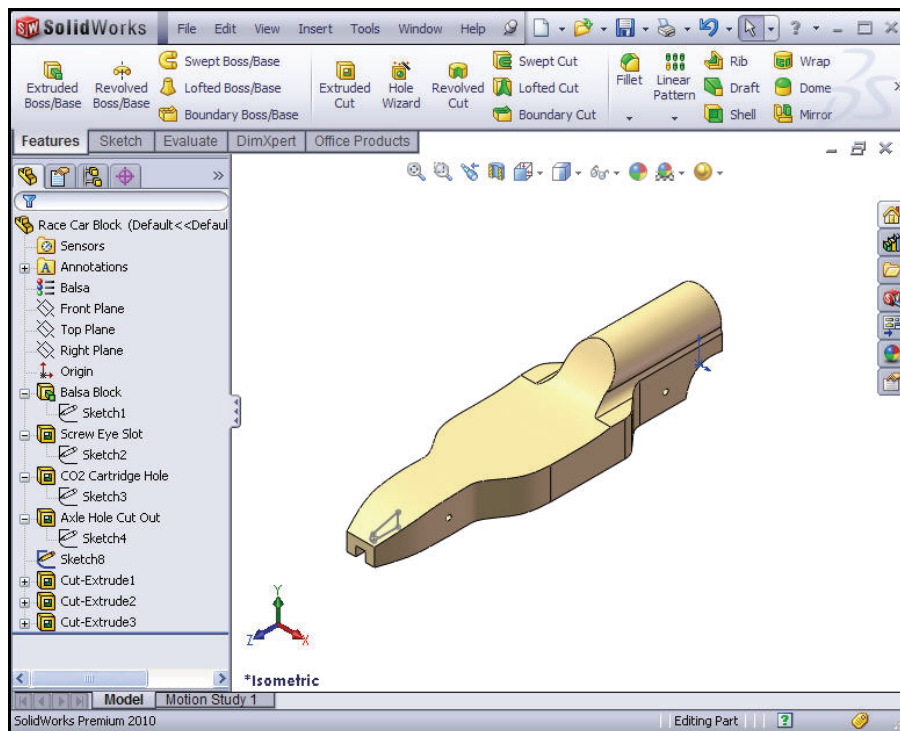 SolidWorks File Edit View Insert Tools Window Help ?
Extruded Boss/Base
Revolved Boss/Base
Swept Boss/Base
Lofted Boss/Base
Boundary Boss/Base
Extruded Cut
Hole Wizard
Revolved Cut
Swept Cut
Lofted Cut
Boundary Cut
Fillet
Linear Pattern
Rib
Draft
Shell
Wrap
Dome
Mirror
Features Sketch Evaluate DimXpert Office Products
Race Car Block (Default<<Defaul
Sensors
Annotations
Balsa
Front Plane
Top Plane
Right Plane
Origin
Balsa Block
Sketch1
Screw Eye Slot
Sketch2
CO2 Cartridge Hole
Sketch3
Axle Hole Cut Out
Sketch4
Sketch8
Cut-Extrude1
Cut-Extrude2
Cut-Extrude3
Y
Z X
*Isometric
Model Motion Study 1
SolidWorks Premium 2010 Editing Part ?